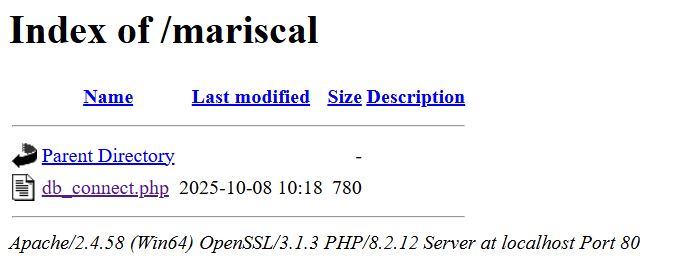 Index of /mariscal
Name Last modified Size Description
Parent Directory -
db_connect.php 2025-10-08 10:18 780
Apache/2.4.58 (Win64) OpenSSL/3.1.3 PHP/8.2.12 Server at localhost Port 80